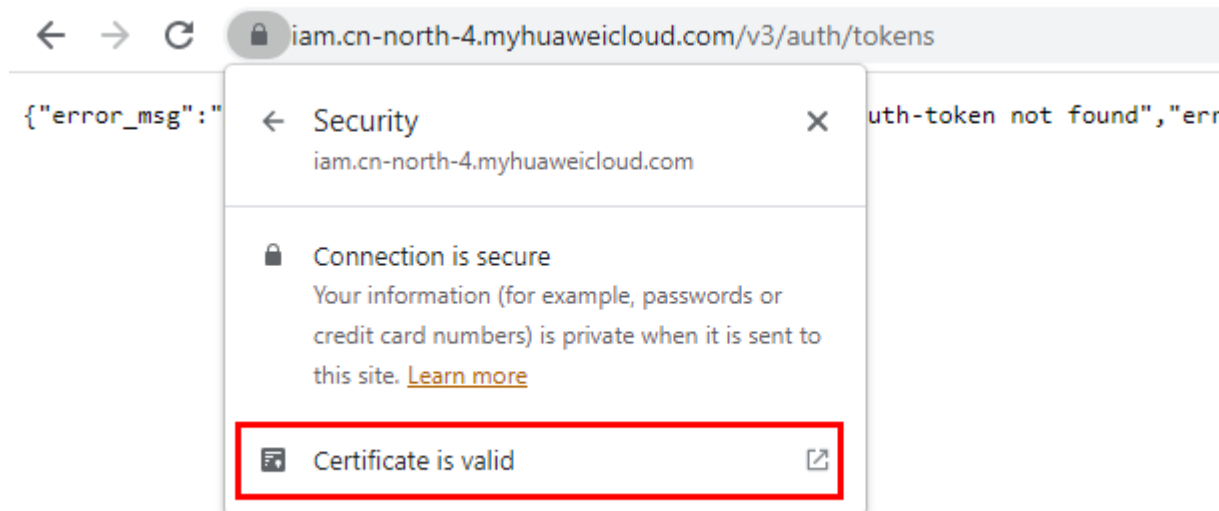 iam.cn-north-4.myhuaweicloud.com/v3/auth/tokens
{"error_msg":" uth-token not found","err
Security
iam.cn-north-4.myhuaweicloud.com
Connection is secure
Your information (for example, passwords or
credit card numbers) is private when it is sent to
this site. Learn more
Certificate is valid